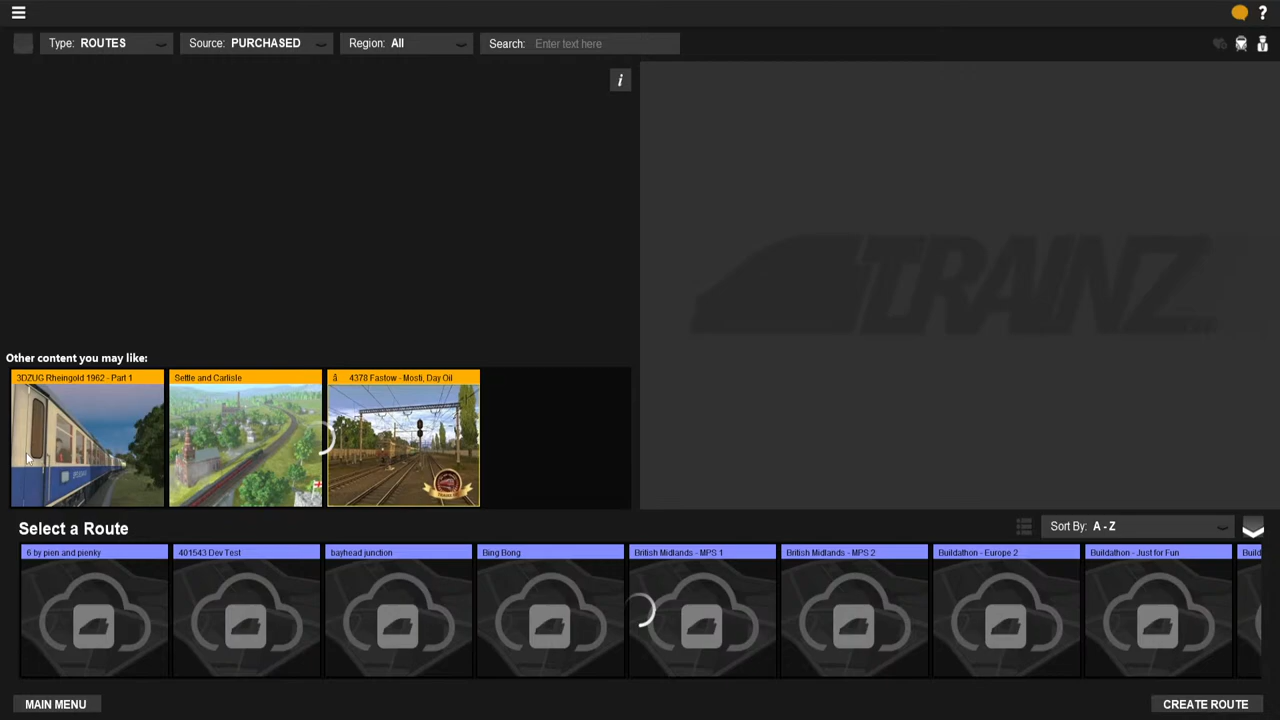 ?
Type: ROUTES
Source: PURCHASED
Region: All
Search: Enter text here
i
TRAINZ
Other content you may like:
3DZUG Rheingold 1962 - Part 1
Settle and Carlisle
â 4378 Fastow - Mosti, Day Oil
Select a Route
Sort By: A - Z
6 by pien and pienky
401543 Dev Test
bayhead junction
Bing Bong
British Midlands - MPS 1
British Midlands - MPS 2
Buildathon - Europe 2
Buildathon - Just for Fun
Build
MAIN MENU
CREATE ROUTE